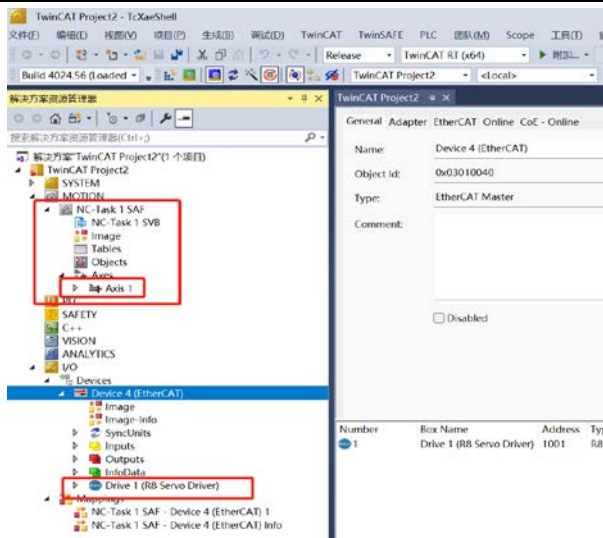 TwinCAT Project2 - TcXaeShell
文件(F) 编辑(E) 视图(V) 项目(P) 生成(B) 调试(D) TwinCAT TwinSAFE PLC 团队(M) Scope 工具(T)
Release TwinCAT RT (x64) 附加...
Build 4024.56 (Loaded TwinCAT Project2 <Local>
解决方案资源管理器
搜索解决方案资源管理器(Ctrl+;)
解决方案"TwinCAT Project2"(1 个项目)
TwinCAT Project2
SYSTEM
MOTION
NC-Task 1 SAF
NC-Task 1 SVB
Image
Tables
Objects
Axes
Axis 1
SAFETY
C++
VISION
ANALYTICS
I/O
Devices
Device 4 (EtherCAT)
Image
Image-Info
SyncUnits
Inputs
Outputs
InfoData
Drive 1 (R8 Servo Driver)
Mappings
NC-Task 1 SAF - Device 4 (EtherCAT) 1
NC-Task 1 SAF - Device 4 (EtherCAT) Info
TwinCAT Project2
General Adapter EtherCAT Online CoE - Online
Name: Device 4 (EtherCAT)
Object Id: 0x03010040
Type: EtherCAT Master
Comment:
Disabled
Number Box Name Address Ty
1 Drive 1 (R8 Servo Driver) 1001 R8